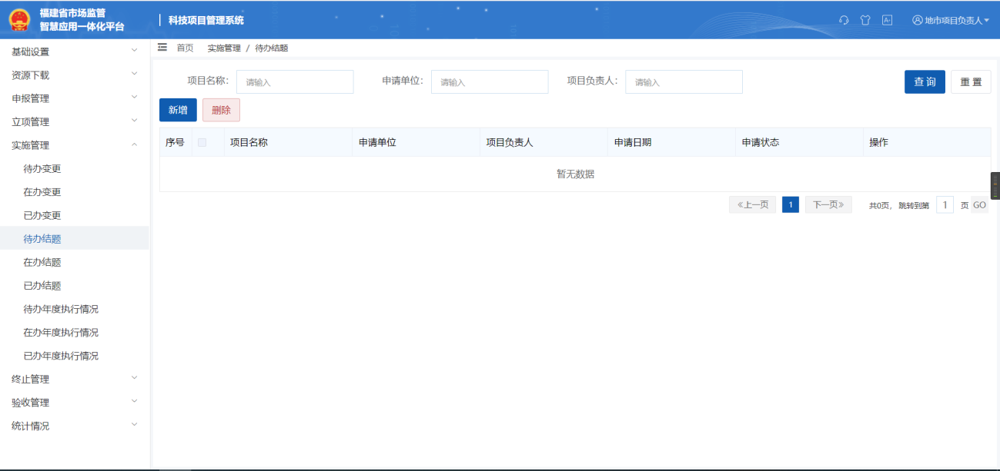 福建省市场监管
智慧应用一体化平台
科技项目管理系统
A-
地市项目负责人
基础设置
资源下载
申报管理
立项管理
实施管理
待办变更
在办变更
已办变更
待办结题
在办结题
已办结题
待办年度执行情况
在办年度执行情况
已办年度执行情况
终止管理
验收管理
统计情况
首页 实施管理 / 待办结题
项目名称： 请输入 申请单位： 请输入 项目负责人： 请输入 查 询 重 置
新增 删除
序号 项目名称 申请单位 项目负责人 申请日期 申请状态 操作
暂无数据
《上一页 1 下一页》 共0页， 跳转到第 1 页 GO